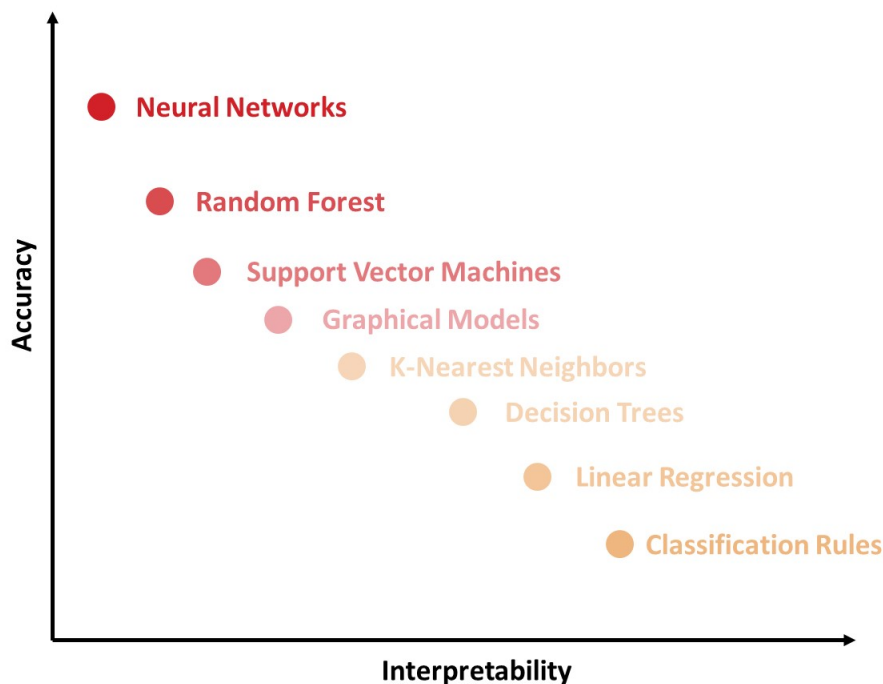 Neural Networks
Random Forest
Support Vector Machines
Graphical Models
K-Nearest Neighbors
Decision Trees
Linear Regression
Classification Rules
Accuracy
Interpretability